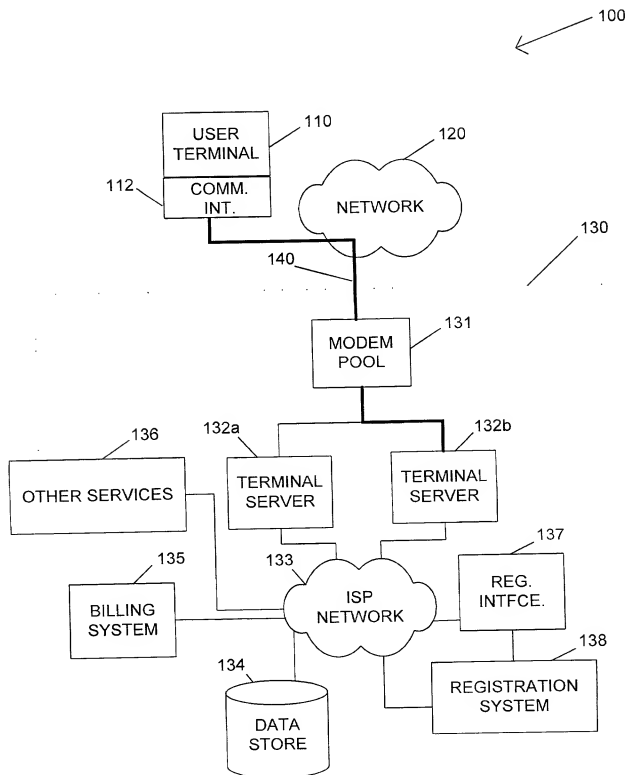 100
USER
TERMINAL
110
120
112
COMM.
INT.
NETWORK
130
140
131
MODEM
POOL
136
132a
132b
OTHER SERVICES
TERMINAL
SERVER
TERMINAL
SERVER
135
133
137
BILLING
SYSTEM
ISP
NETWORK
REG.
INTFCE.
134
138
DATA
STORE
REGISTRATION
SYSTEM